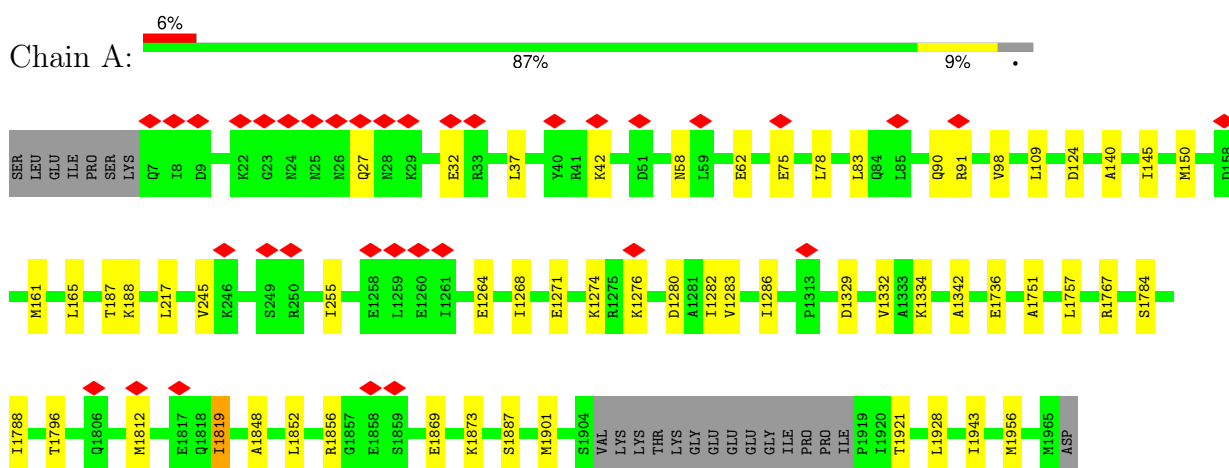 6%
Chain A:
87% 9% •
SER LEU GLU ILE PRO SER LYS Q7 I8 D9 K22 G23 N24 N25 N26 Q27 N28 K29 E32 R33 L37 Y40 R41 K42 D51 N58 L59 E62 E75 L78 L83 Q84 L85 Q90 R91 V98 L109 D124 A140 I145 M150 D158
M161 L165 T187 K188 L217 V245 K246 S249 R250 I255 E1258 L1259 E1260 I1261 E1264 I1268 E1271 K1274 R1275 K1276 D1280 A1281 I1282 V1283 I1286 P1313 D1329 V1332 A1333 K1334 A1342 E1736 A1751 L1757 R1767 S1784
I1788 T1796 Q1806 M1812 E1817 Q1818 I1819 A1848 L1852 R1856 G1857 E1858 S1859 E1869 K1873 S1887 M1901 S1904 VAL LYS LYS THR LYS GLY GLU GLU GLU GLU GLY ILE PRO PRO ILE P1919 I1920 T1921 L1928 I1943 M1956 M1965 ASP